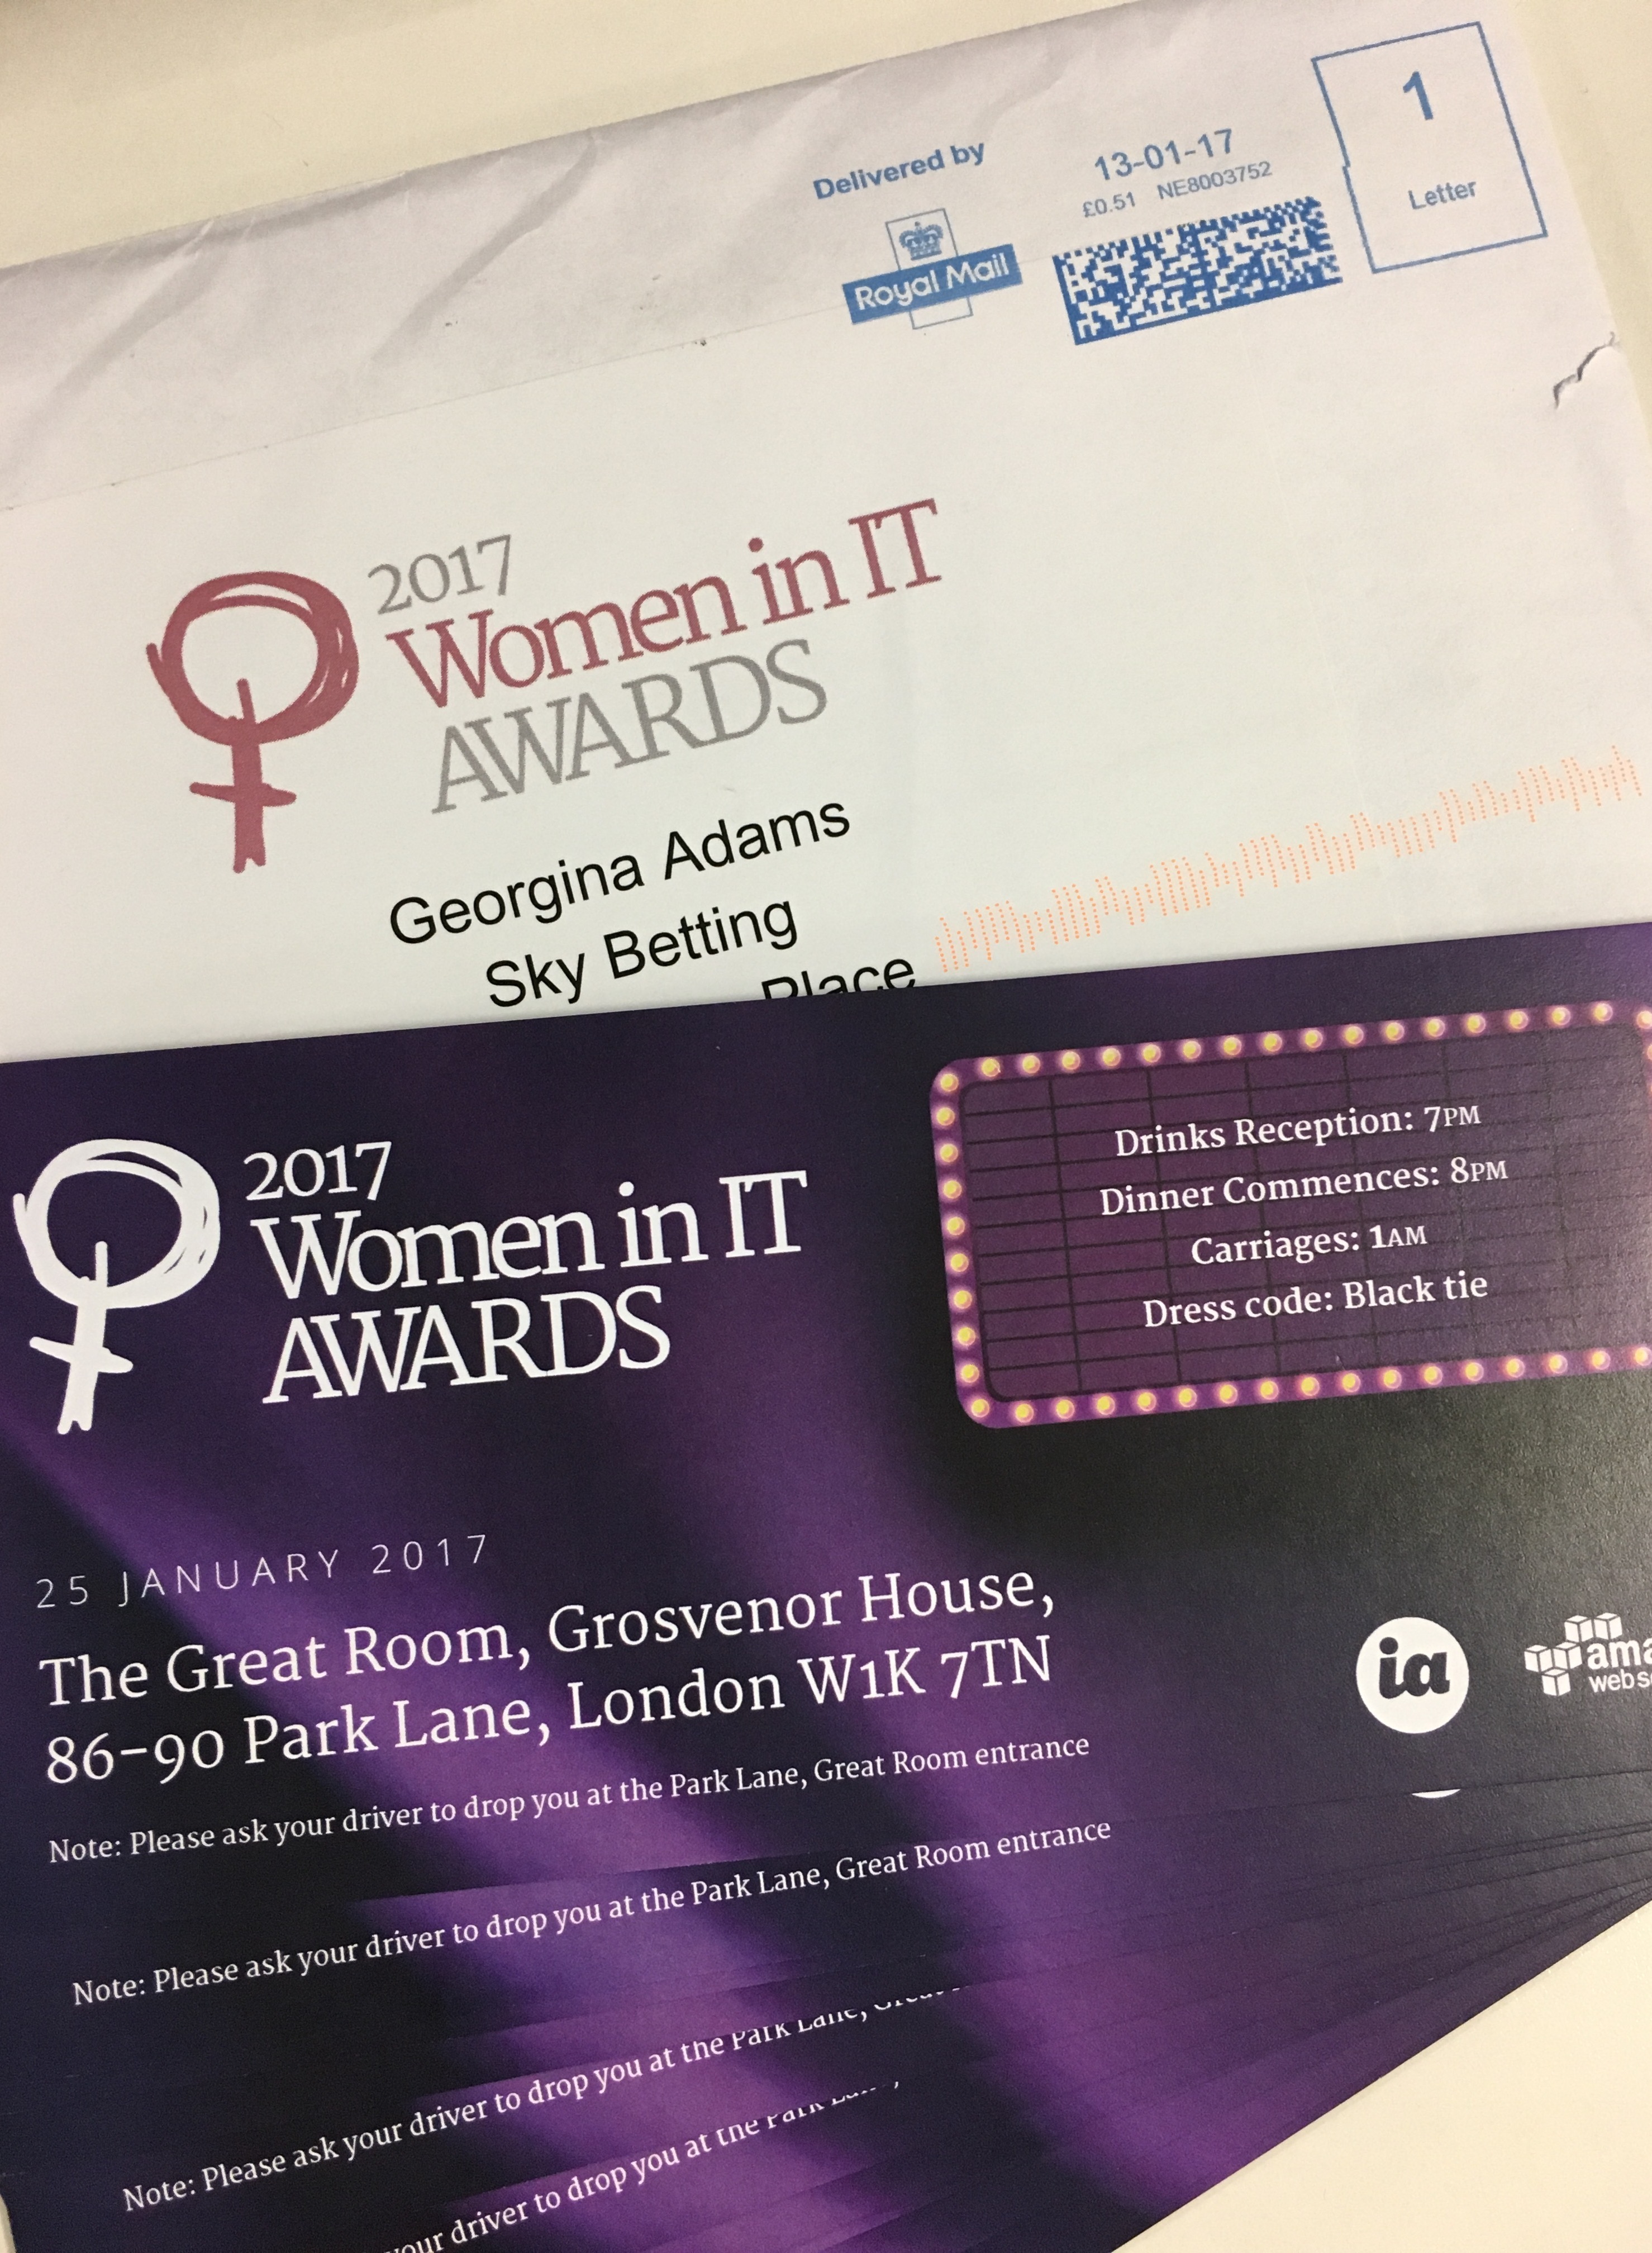 Delivered by
Royal Mail
13-01-17
£0.51 NE8003752
1
Letter
2017
Women in IT
AWARDS
Georgina Adams
Sky Betting
Place
2017
Women in IT
AWARDS
Drinks Reception: 7PM
Dinner Commences: 8PM
Carriages: 1AM
Dress code: Black tie
25 JANUARY 2017
The Great Room, Grosvenor House,
86-90 Park Lane, London W1K 7TN
Note: Please ask your driver to drop you at the Park Lane, Great Room entrance
ia
Note: Please ask your driver to drop you at the Park Lane, Great Room entrance
Note: Please ask your driver to drop you at the Park Lane,
your driver to drop you at the Park